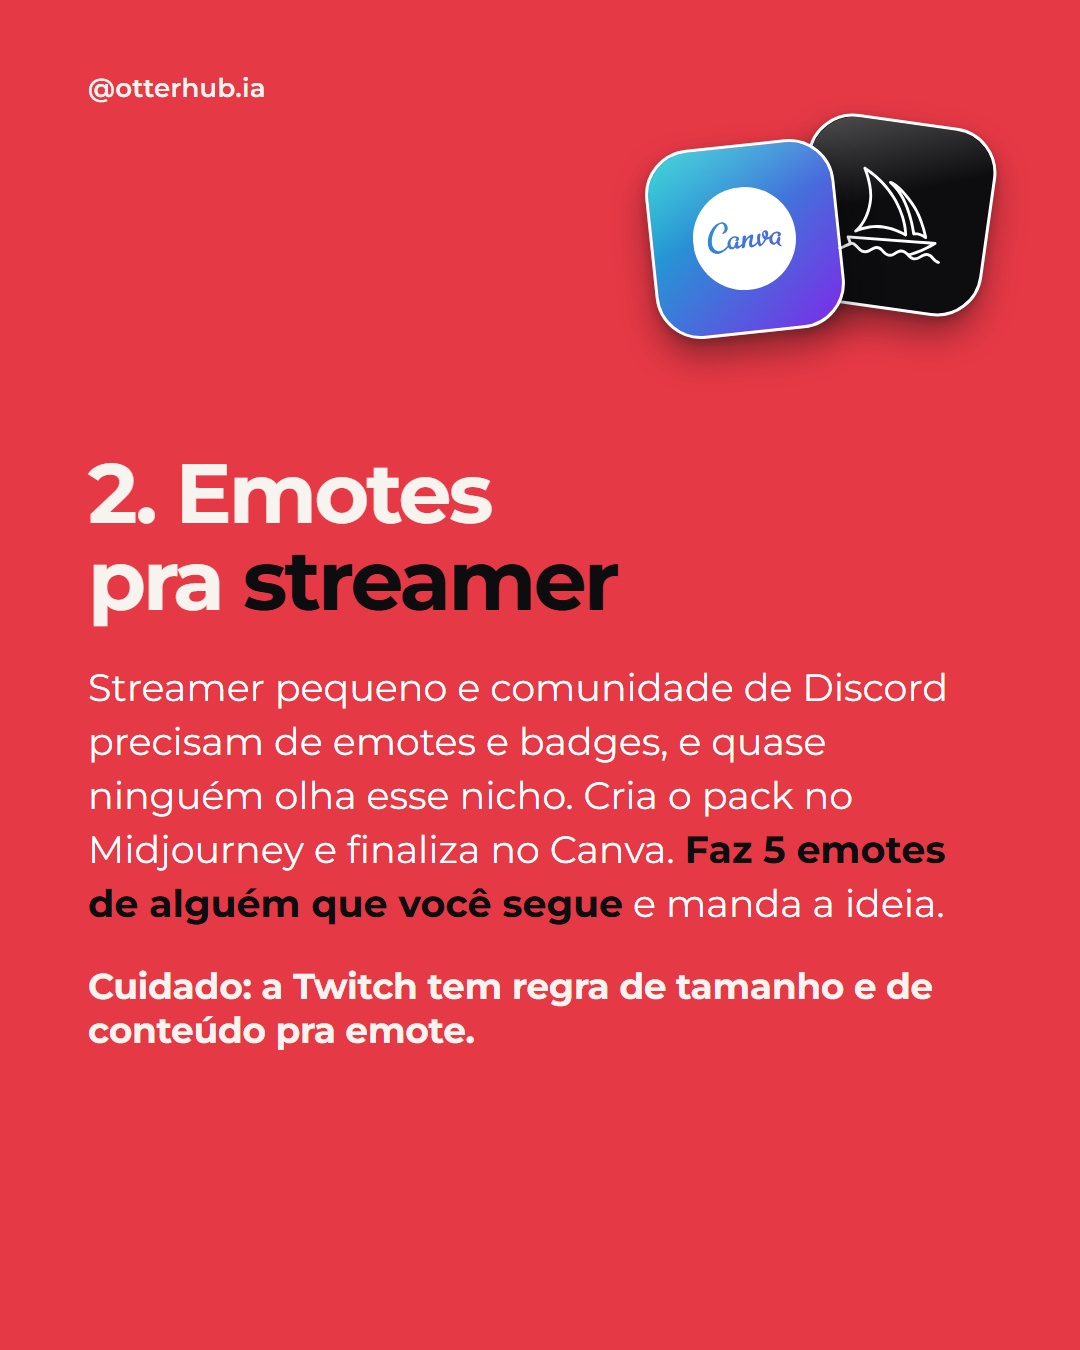 @otterhub.ia
Canva
2. Emotes
pra streamer
Streamer pequeno e comunidade de Discord
precisam de emotes e badges, e quase
ninguém olha esse nicho. Cria o pack no
Midjourney e finaliza no Canva. Faz 5 emotes
de alguém que você segue e manda a ideia.
Cuidado: a Twitch tem regra de tamanho e de
conteúdo pra emote.